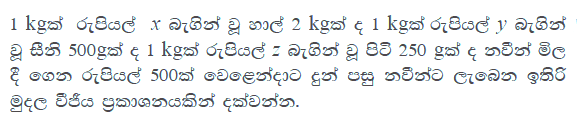 1 kgක් රුපියල් x බැගින් වූ හාල් 2 kgක් ද 1 kgක් රුපියල් y බැගින්
වූ සීනි 500gක් ද 1 kgක් රුපියල් z බැගින් වූ පිටි 250 gක් ද නවීන් මිල
දී ගෙන රුපියල් 500ක් වෙළෙන්දාට දුන් පසු නවීන්ට ලැබෙන ඉතිරි
මුදල වීජීය ප්‍රකාශනයකින් දක්වන්න.